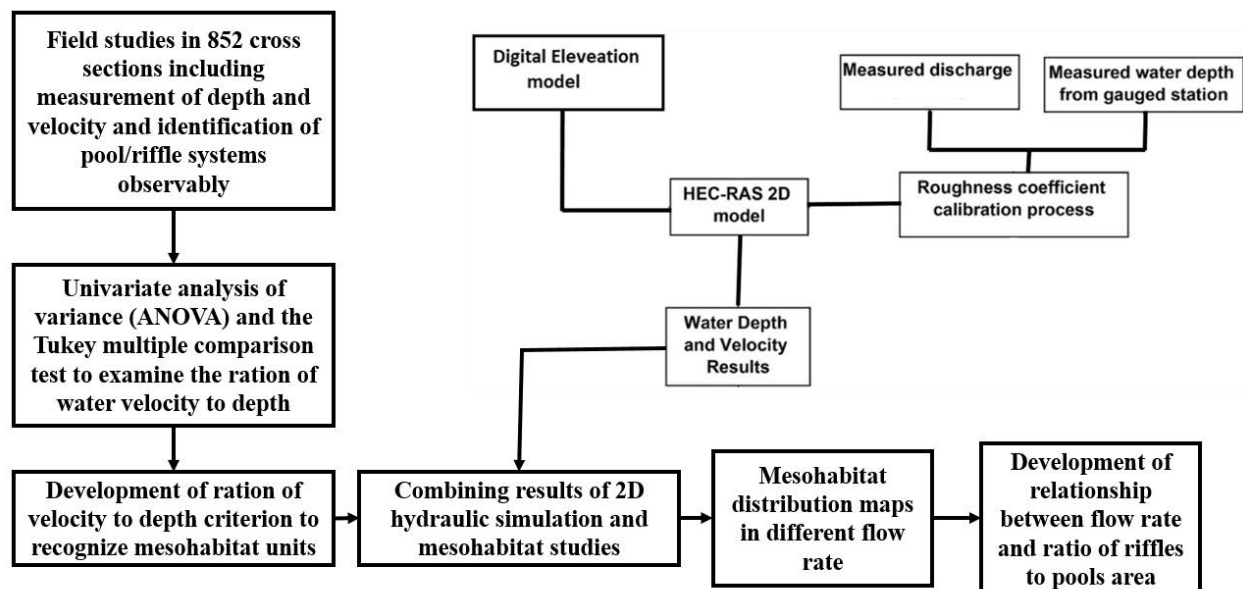 Field studies in 852 cross
sections including
measurement of depth and
velocity and identification of
pool/riffle systems
observably
Univariate analysis of
variance (ANOVA) and the
Tukey multiple comparison
test to examine the ration of
water velocity to depth
Development of ration of
velocity to depth criterion to
recognize mesohabitat units
Digital Eleveation
model
Measured discharge
Measured water depth
from gauged station
HEC-RAS 2D
model
Roughness coefficient
calibration process
Water Depth
and Velocity
Results
Combining results of 2D
hydraulic simulation and
mesohabitat studies
Mesohabitat
distribution maps
in different flow
rate
Development of
relationship
between flow rate
and ratio of riffles
to pools area